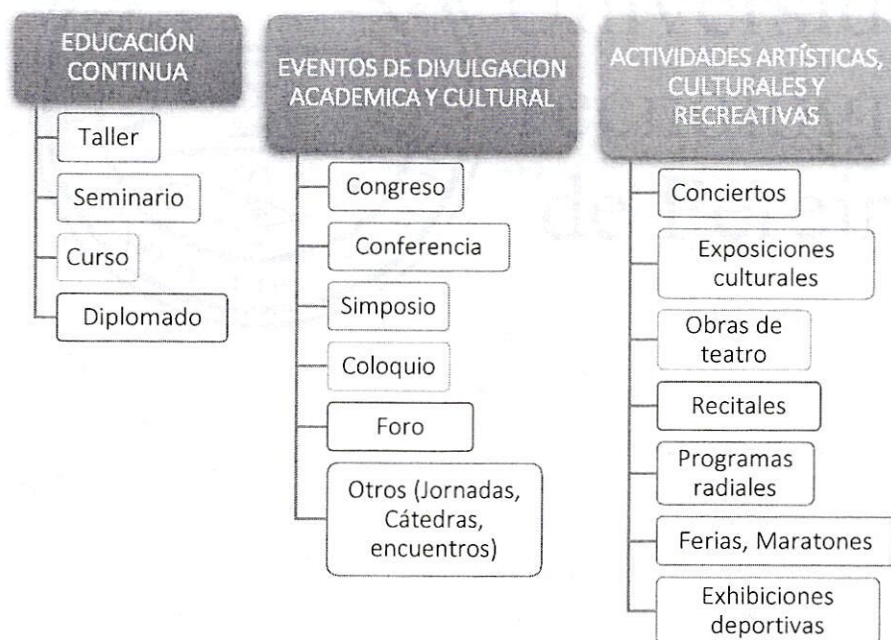 EDUCACIÓN
CONTINUA
Taller
Seminario
Curso
Diplomado
EVENTOS DE DIVULGACION
ACADEMICA Y CULTURAL
Congreso
Conferencia
Simposio
Coloquio
Foro
Otros (Jornadas,
Cátedras,
encuentros)
ACTIVIDADES ARTÍSTICAS,
CULTURALES Y
RECREATIVAS
Conciertos
Exposiciones
culturales
Obras de
teatro
Recitales
Programas
radiales
Ferias, Maratones
Exhibiciones
deportivas